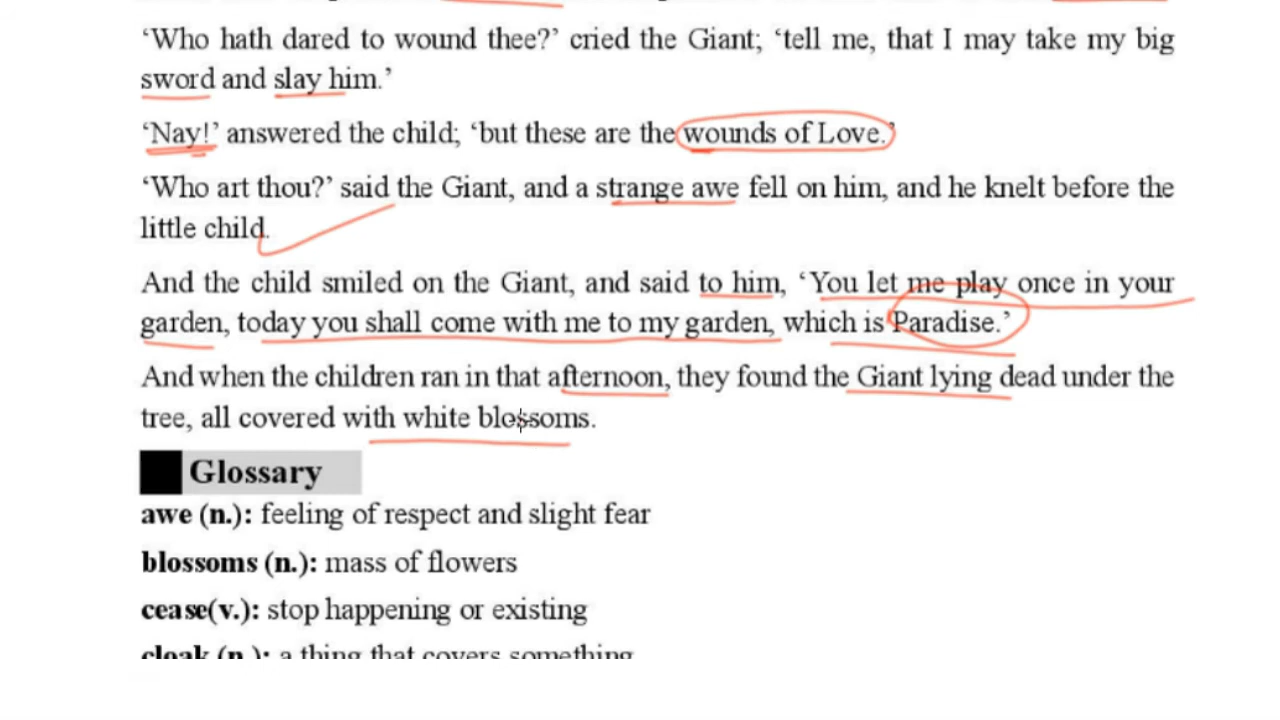 ‘Who hath dared to wound thee?’ cried the Giant; ‘tell me, that I may take my big
sword and slay him.’
‘Nay!’ answered the child; ‘but these are the wounds of Love.’
‘Who art thou?’ said the Giant, and a strange awe fell on him, and he knelt before the
little child.
And the child smiled on the Giant, and said to him, ‘You let me play once in your
garden, today you shall come with me to my garden, which is Paradise.’
And when the children ran in that afternoon, they found the Giant lying dead under the
tree, all covered with white blossoms.
Glossary
awe (n.): feeling of respect and slight fear
blossoms (n.): mass of flowers
cease(v.): stop happening or existing
cloak (n.): a thing that covers something